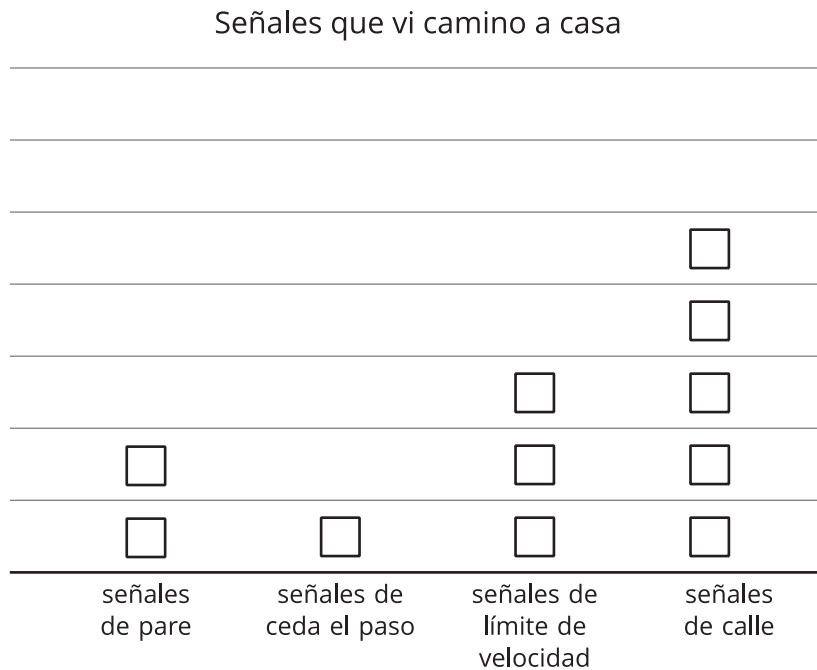 Señales que vi camino a casa
señales
de pare
señales de
ceda el paso
señales de
límite de
velocidad
señales
de calle